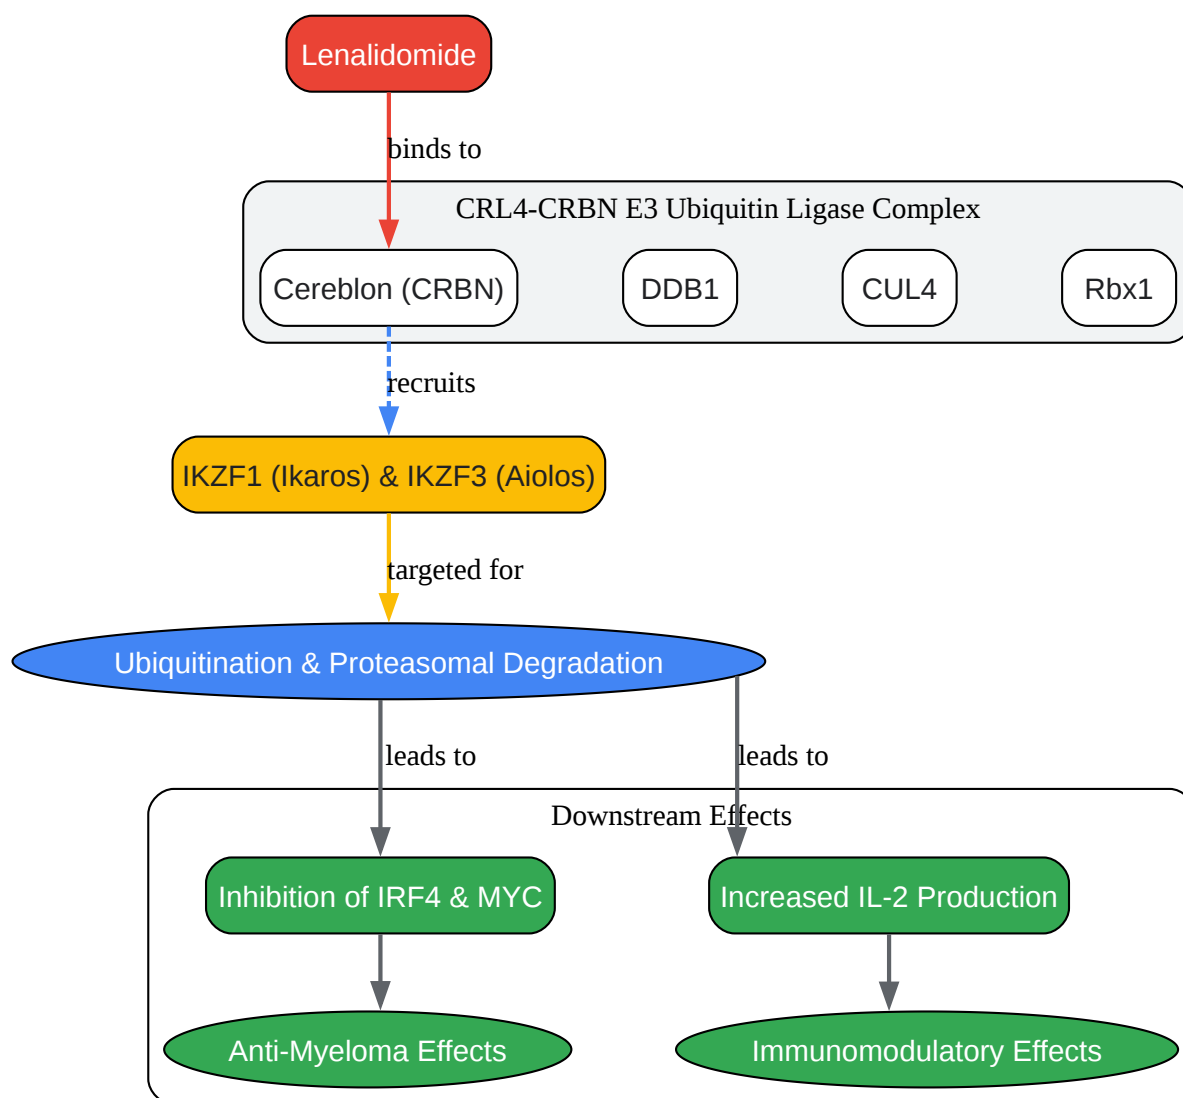 Lenalidomide
binds to
CRL4-CRBN E3 Ubiquitin Ligase Complex
Cereblon (CRBN)
DDB1
CUL4
Rbx1
recruits
IKZF1 (Ikaros) & IKZF3 (Aiolos)
targeted for
Ubiquitination & Proteasomal Degradation
leads to
leads to
Downstream Effects
Inhibition of IRF4 & MYC
Increased IL-2 Production
Anti-Myeloma Effects
Immunomodulatory Effects